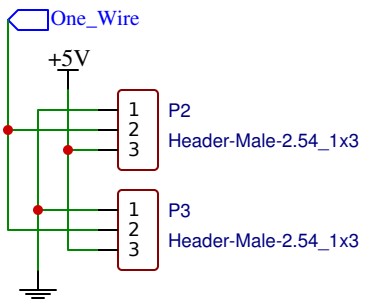 One_Wire
+5V
1
2
3
P2
Header-Male-2.54_1x3
1
2
3
P3
Header-Male-2.54_1x3